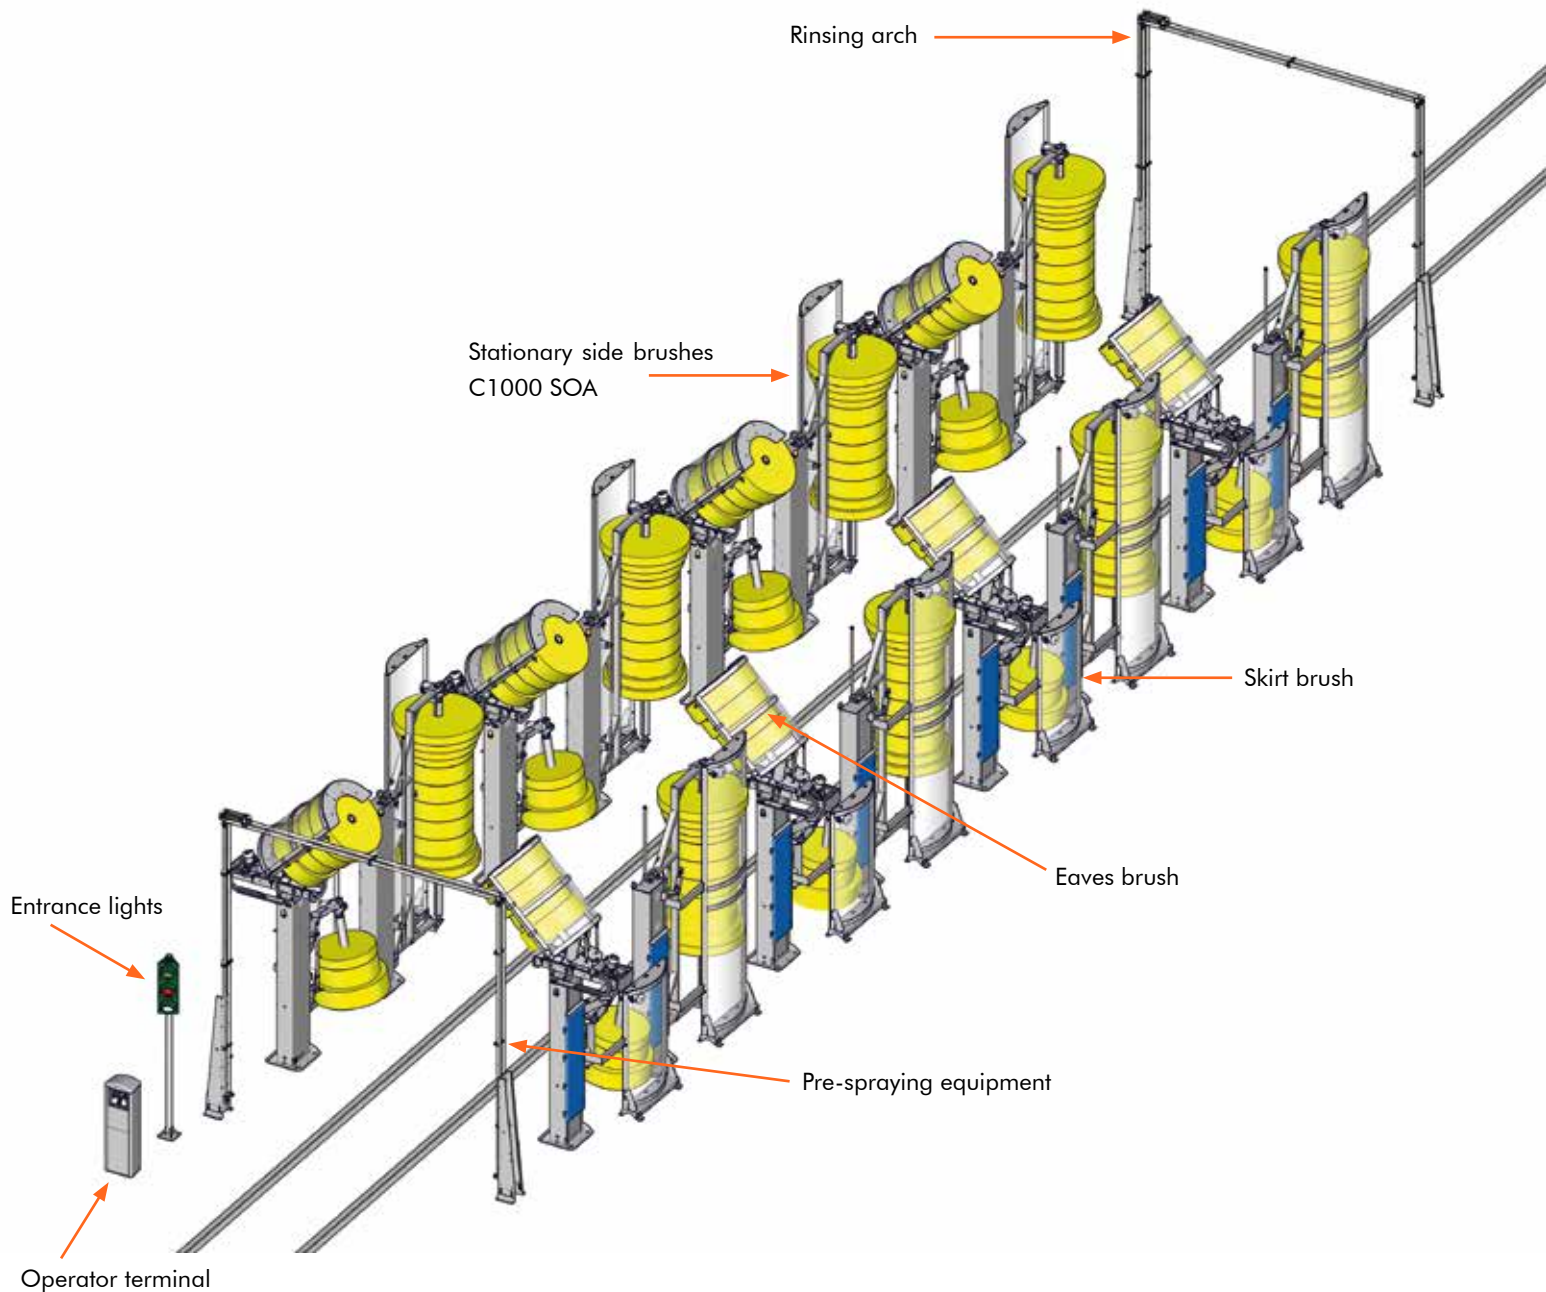 Rinsing arch
Stationary side brushes
C1000 SOA
Skirt brush
Eaves brush
Entrance lights
Pre-spraying equipment
Operator terminal